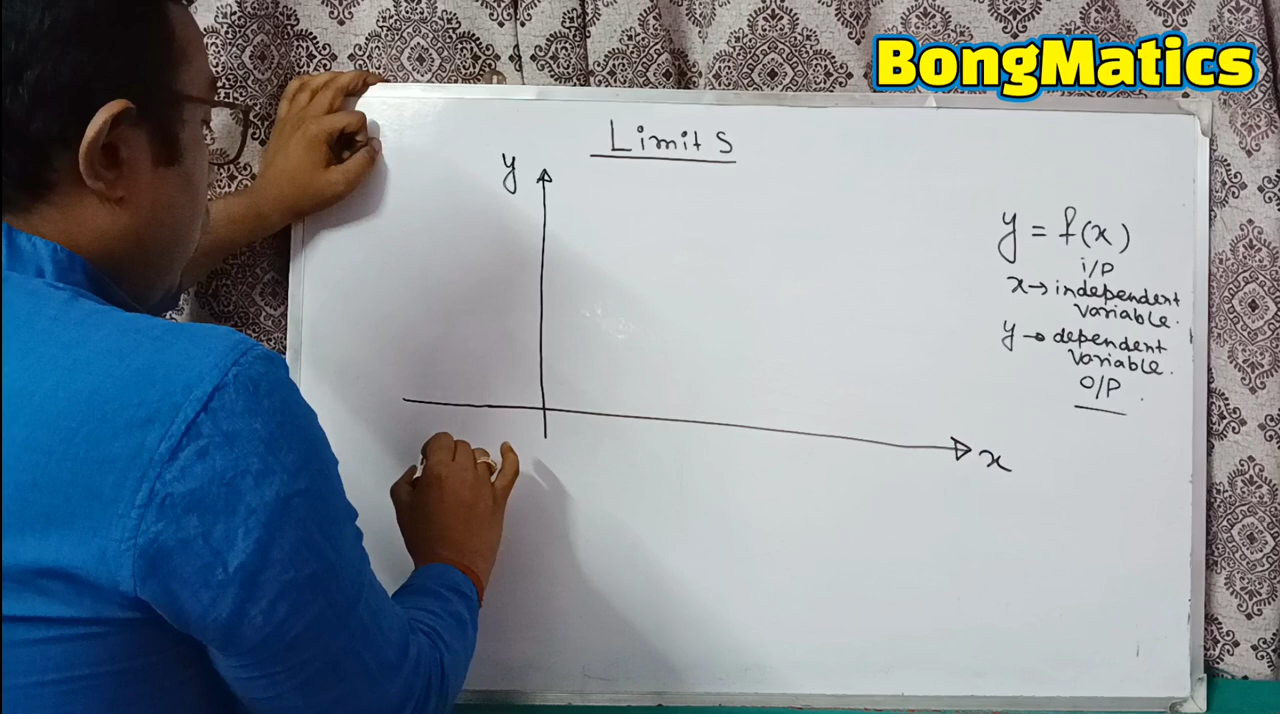 BongMatics
Limits
y
y = f(x)
i/P
x → independent
variable.
y → dependent
variable.
O/P.
x